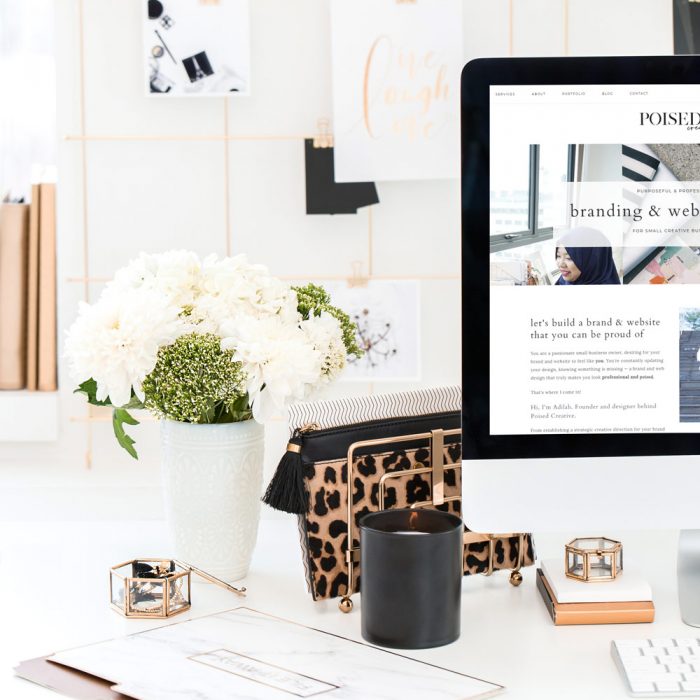 one
laugh
SERVICES ABOUT PORTFOLIO BLOG CONTACT
POISED
PURPOSEFUL & PROFES
branding & web
FOR SMALL CREATIVE BUS
let's build a brand & website
that you can be proud of
You are a passionate small business owner, desiring for your
brand and website to feel like you. You're constantly updating
your design, knowing something is missing — a brand and web
design that truly makes you look professional and poised.
That's where I come in!
Hi, I'm Adilah, Founder and designer behind
Poised Creative.
From establishing a strategic creative direction for your brand